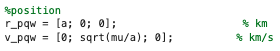 %position
r_pqw = [a; 0; 0]; % km
v_pqw = [0; sqrt(mu/a); 0]; % km/s